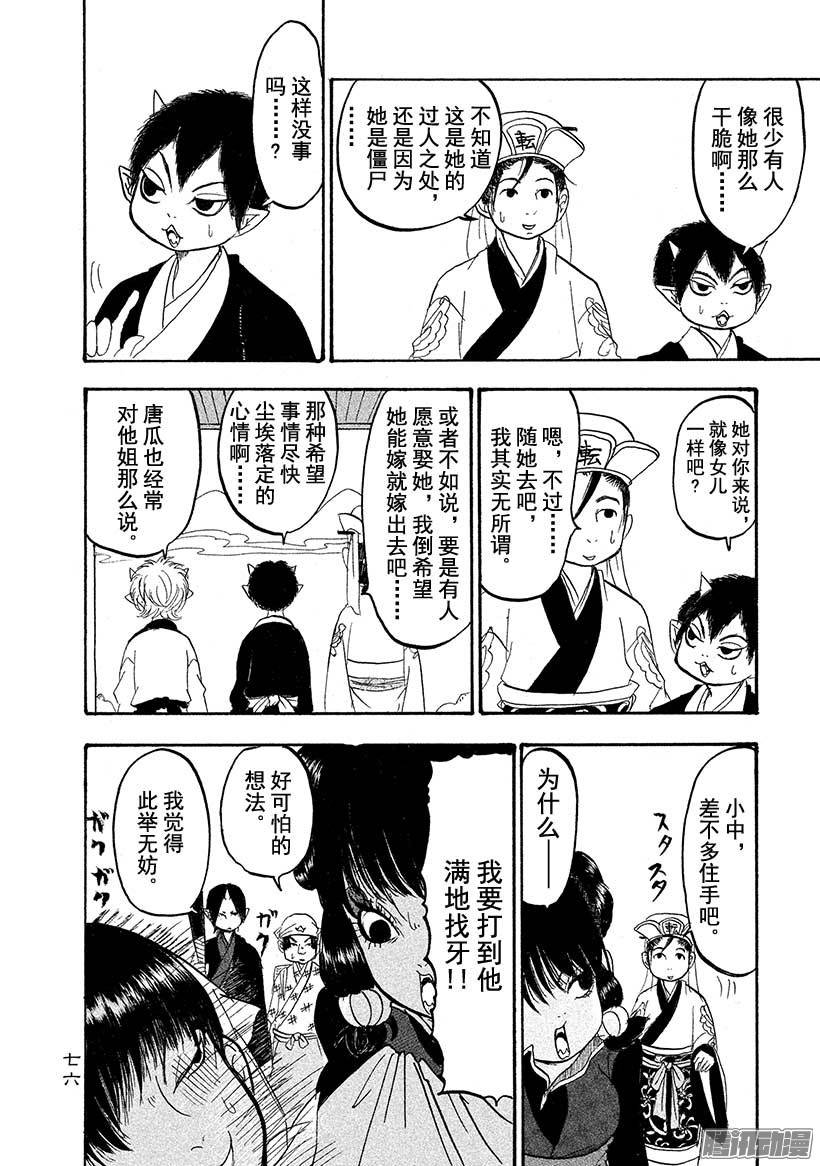 很少有人
像她那么
干脆啊……
不知道
这是她的
过人之处，
还是因为
她是僵尸
……
転
这样没事
吗……？
她对你来说，
就像女儿
一样吧？
嗯，不过……
随她去吧，
我其实无所谓。
転
或者不如说，要是有人
愿意娶她，我倒希望
她能嫁就嫁出去吧……
那种希望
事情尽快
尘埃落定的
心情啊……
唐瓜也经常
对他姐那么说。
小中，
差不多住手吧。
スタスタ
転
为什么——
我要打到他
满地找牙!!
好可怕的
想法。
我觉得
此举无妨。
ガクガク
ガクガク
七六
腾讯动漫